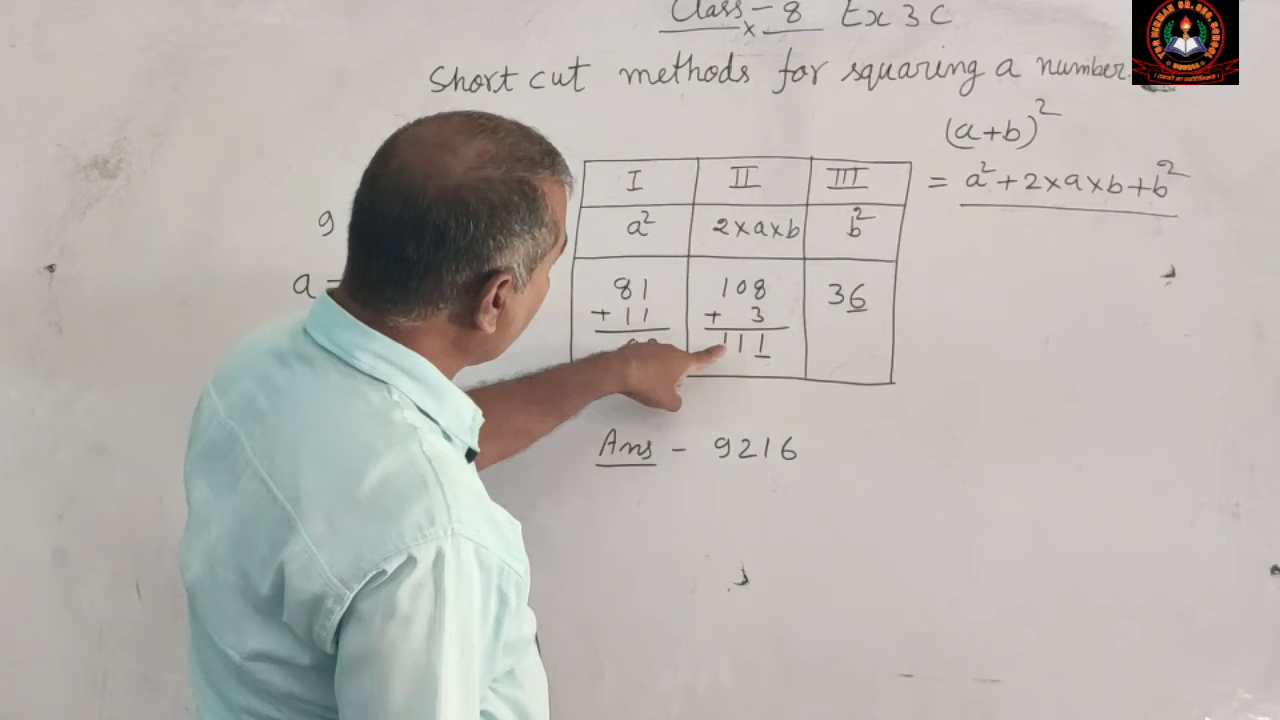 Class - 8 Ex 3C
Short cut methods for squaring a number.
(a+b)²
= a²+2×a×b+b²
I II III
a² 2×a×b b²
9
a =
81 108 36
+ 11 + 3
111
Ans - 9216